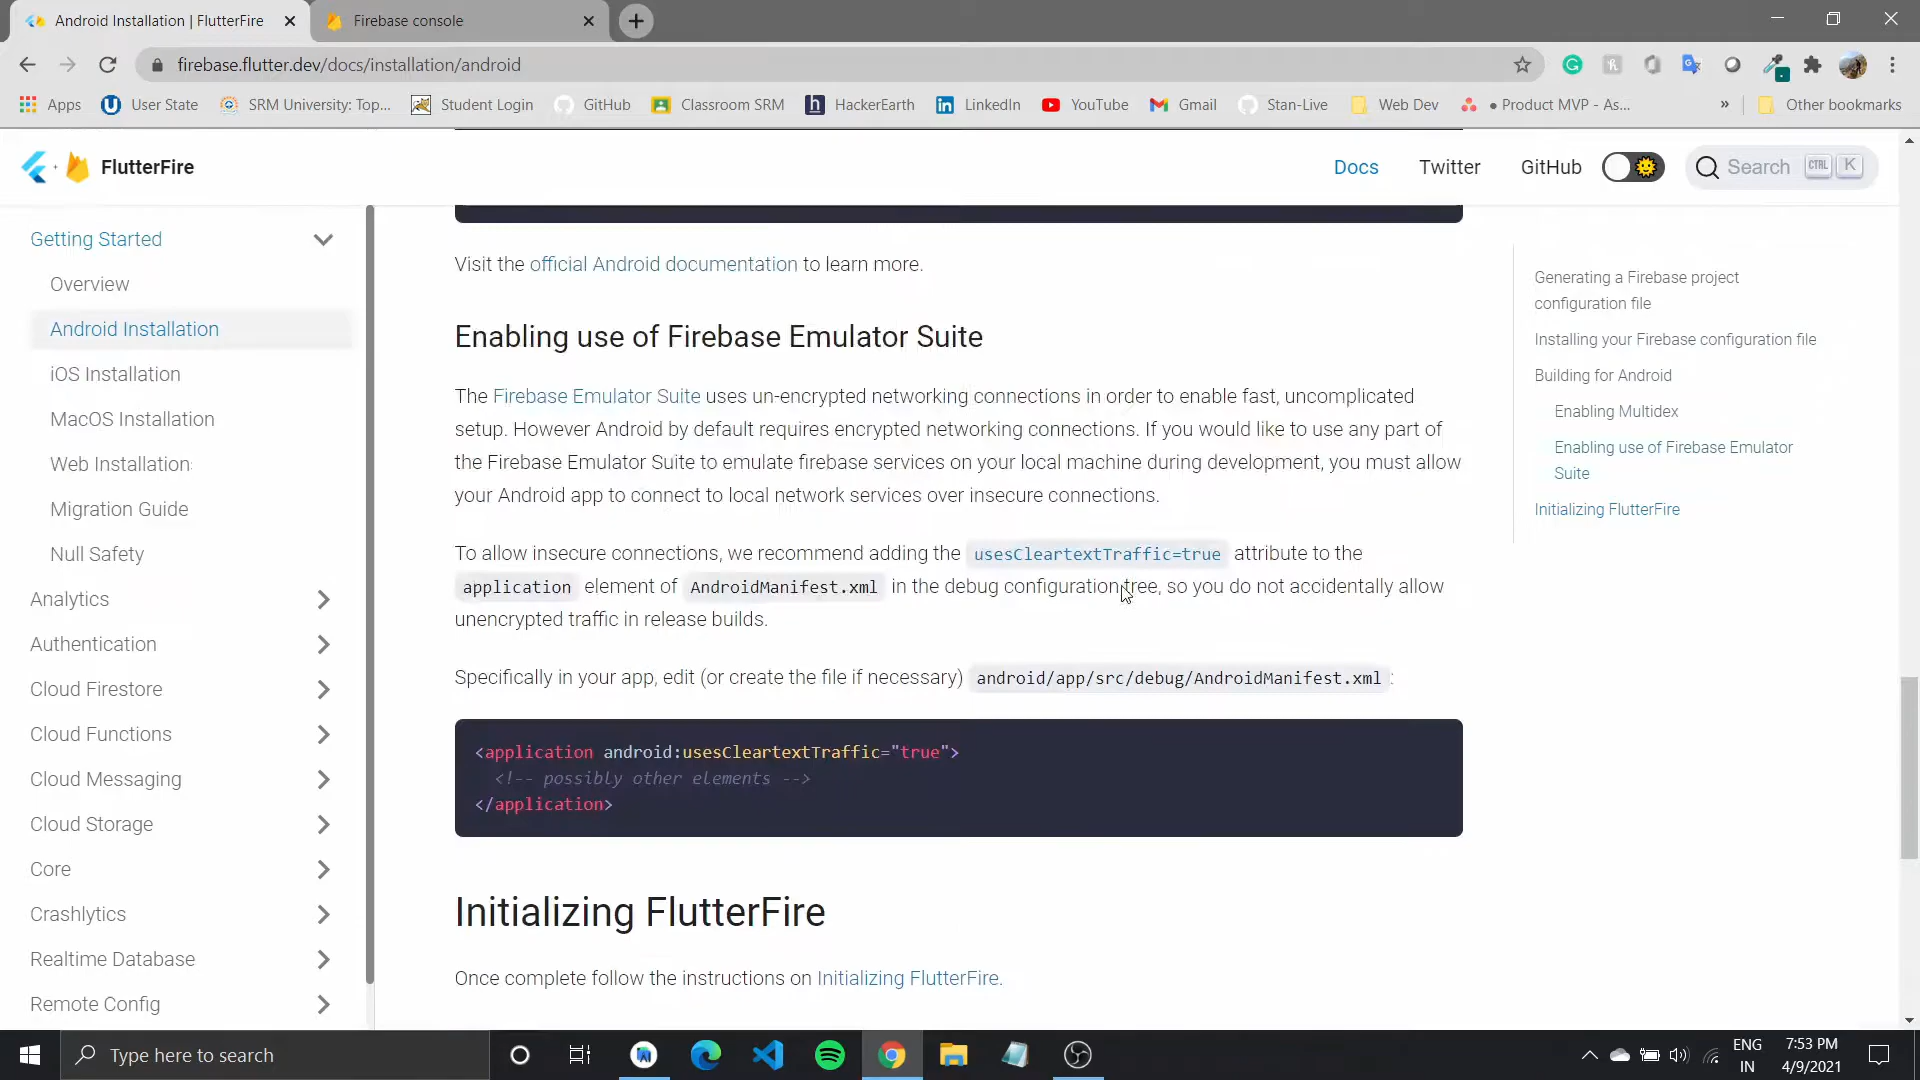 Android Installation | FlutterFire
Firebase console
firebase.flutter.dev/docs/installation/android
Apps
User State
SRM University: Top...
Student Login
GitHub
Classroom SRM
HackerEarth
LinkedIn
YouTube
Gmail
Stan-Live
Web Dev
● Product MVP - As...
»
Other bookmarks
FlutterFire
Docs
Twitter
GitHub
Search
CTRL
K
Getting Started
Overview
Android Installation
iOS Installation
MacOS Installation
Web Installation
Migration Guide
Null Safety
Analytics
Authentication
Cloud Firestore
Cloud Functions
Cloud Messaging
Cloud Storage
Core
Crashlytics
Realtime Database
Remote Config
Visit the official Android documentation to learn more.
Enabling use of Firebase Emulator Suite
The Firebase Emulator Suite uses un-encrypted networking connections in order to enable fast, uncomplicated
setup. However Android by default requires encrypted networking connections. If you would like to use any part of
the Firebase Emulator Suite to emulate firebase services on your local machine during development, you must allow
your Android app to connect to local network services over insecure connections.
To allow insecure connections, we recommend adding the usesCleartextTraffic=true attribute to the
application element of AndroidManifest.xml in the debug configuration tree, so you do not accidentally allow
unencrypted traffic in release builds.
Specifically in your app, edit (or create the file if necessary) android/app/src/debug/AndroidManifest.xml:
<application android:usesCleartextTraffic="true">
<!-- possibly other elements -->
</application>
Initializing FlutterFire
Once complete follow the instructions on Initializing FlutterFire.
Generating a Firebase project
configuration file
Installing your Firebase configuration file
Building for Android
Enabling Multidex
Enabling use of Firebase Emulator
Suite
Initializing FlutterFire
Type here to search
ENG
IN
7:53 PM
4/9/2021